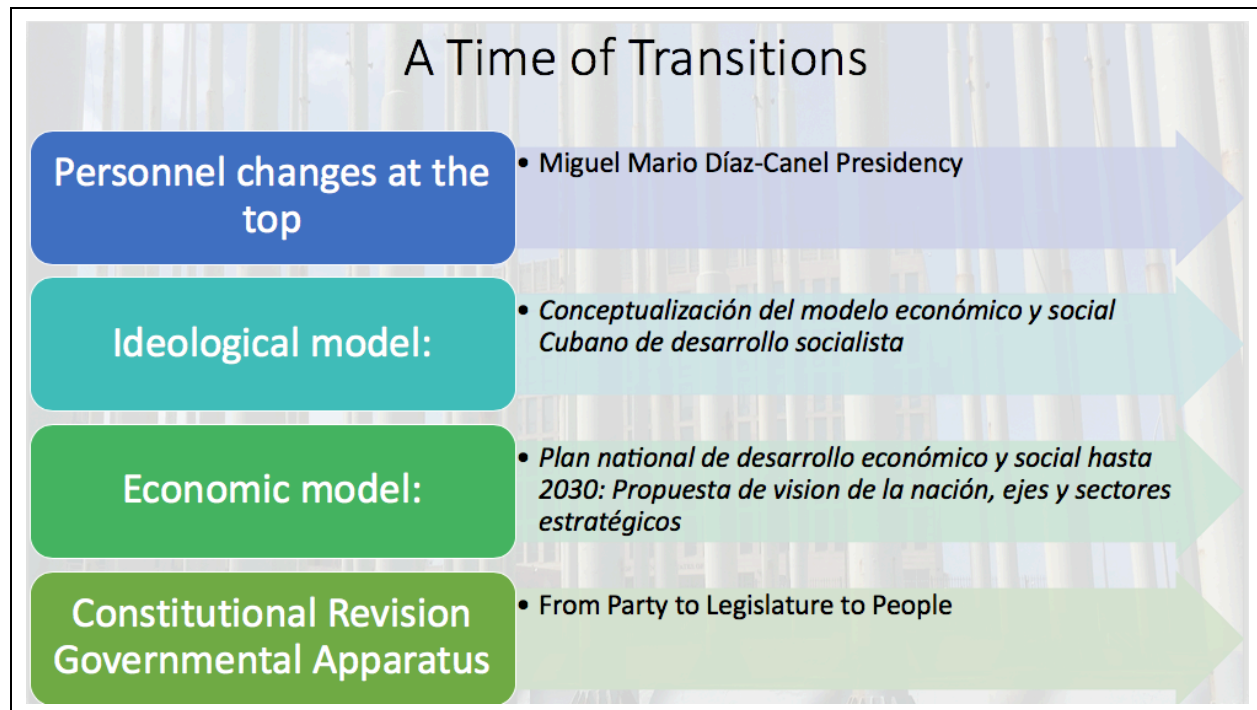 A Time of Transitions
Personnel changes at the
top
• Miguel Mario Díaz-Canel Presidency
Ideological model:
• Conceptualización del modelo económico y social
Cubano de desarrollo socialista
Economic model:
• Plan national de desarrollo económico y social hasta
2030: Propuesta de vision de la nación, ejes y sectores
estratégicos
Constitutional Revision
Governmental Apparatus
• From Party to Legislature to People